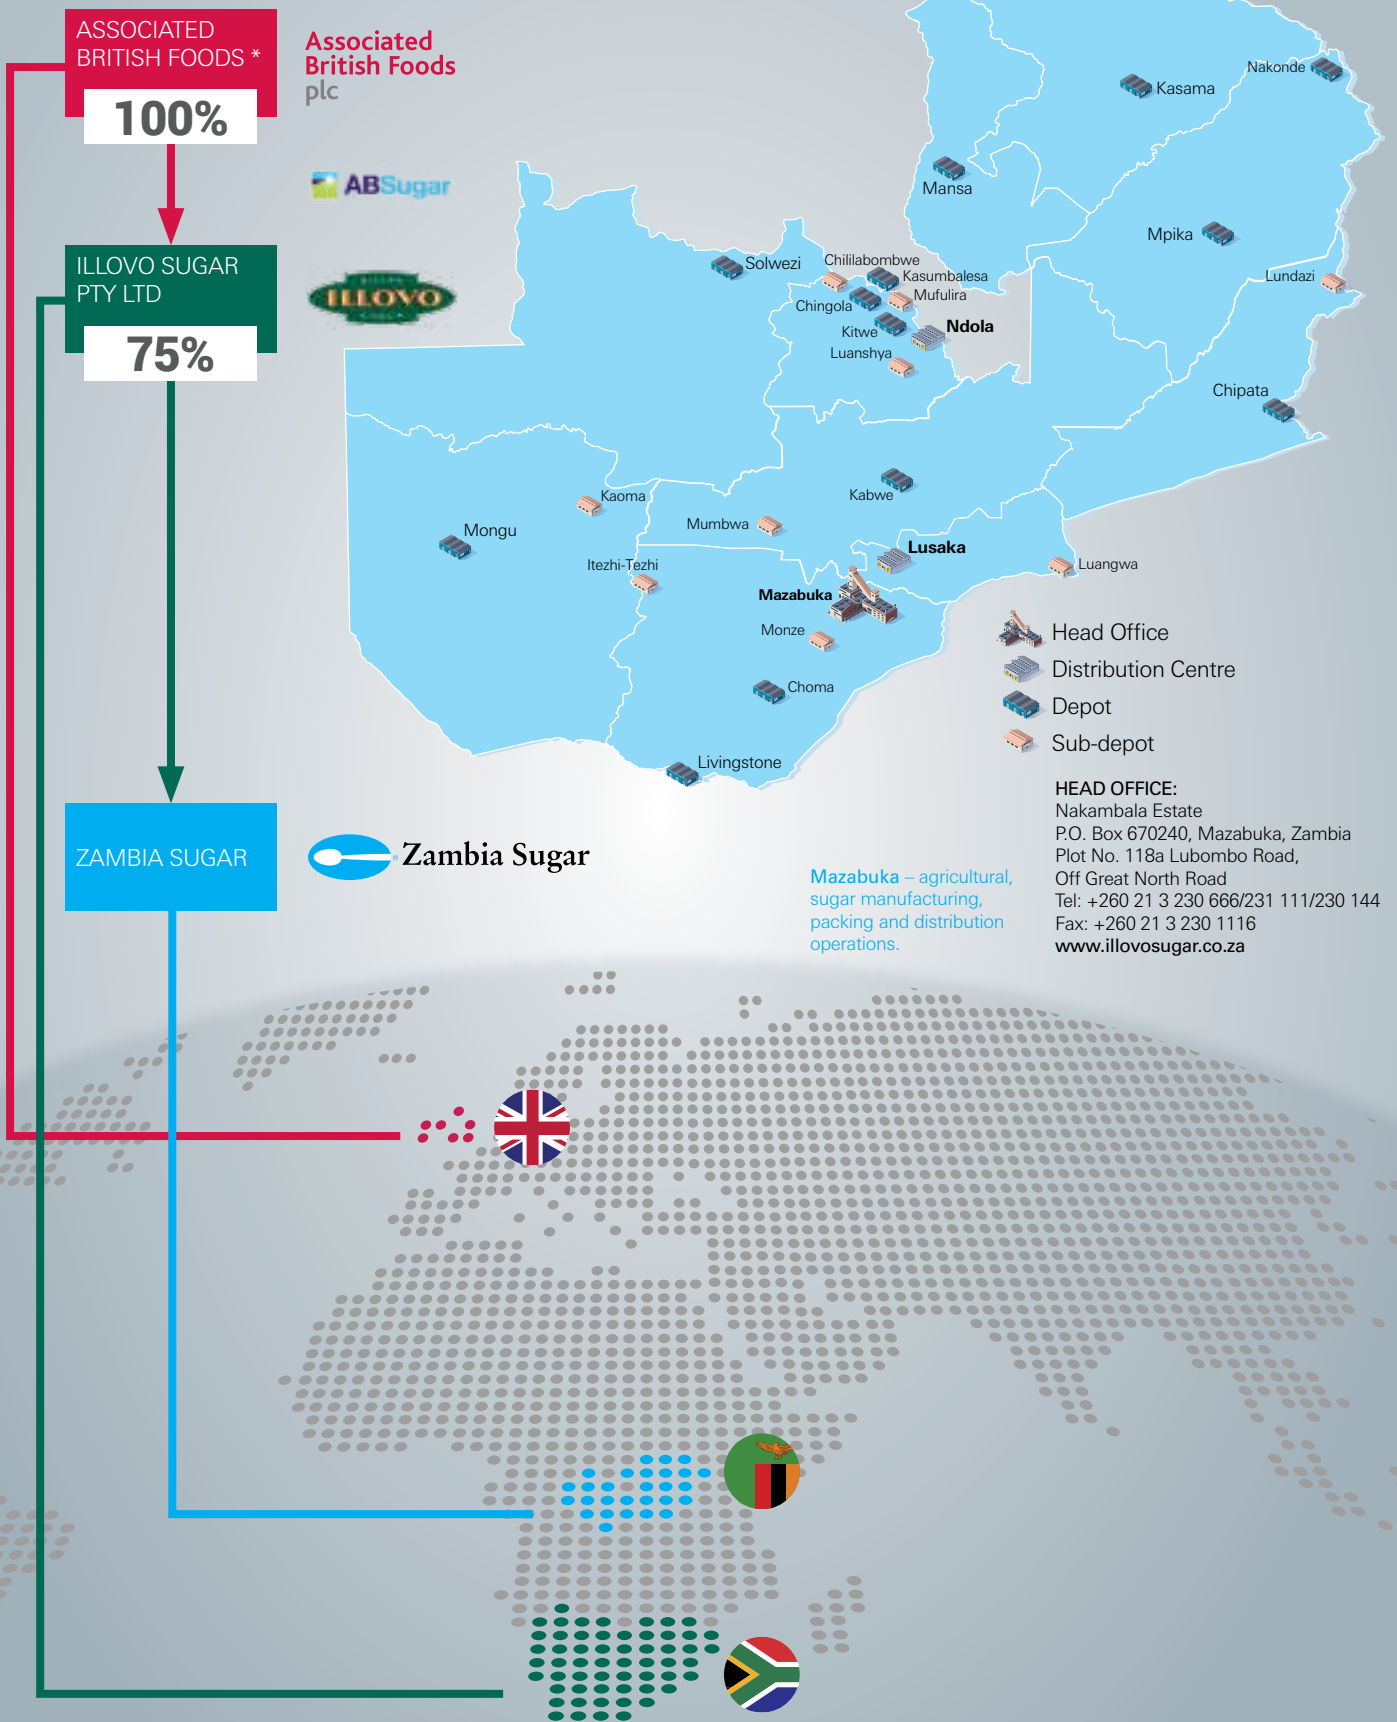 ASSOCIATED
BRITISH FOODS *
100%
Associated
British Foods
plc
ABSugar
ILLOVO SUGAR
PTY LTD
75%
ILLOVO
ZAMBIA SUGAR
Zambia Sugar
Nakonde
Kasama
Mansa
Mpika
Solwezi
Chililabombwe
Kasumbalesa
Lundazi
Mufulira
Chingola
Ndola
Kitwe
Luanshya
Chipata
Kabwe
Kaoma
Mumbwa
Mongu
Lusaka
Itezhi-Tezhi
Luangwa
Mazabuka
Monze
Choma
Livingstone
Head Office
Distribution Centre
Depot
Sub-depot
HEAD OFFICE:
Nakambala Estate
P.O. Box 670240, Mazabuka, Zambia
Plot No. 118a Lubombo Road,
Off Great North Road
Tel: +260 21 3 230 666/231 111/230 144
Fax: +260 21 3 230 1116
www.illovosugar.co.za
Mazabuka – agricultural,
sugar manufacturing,
packing and distribution
operations.